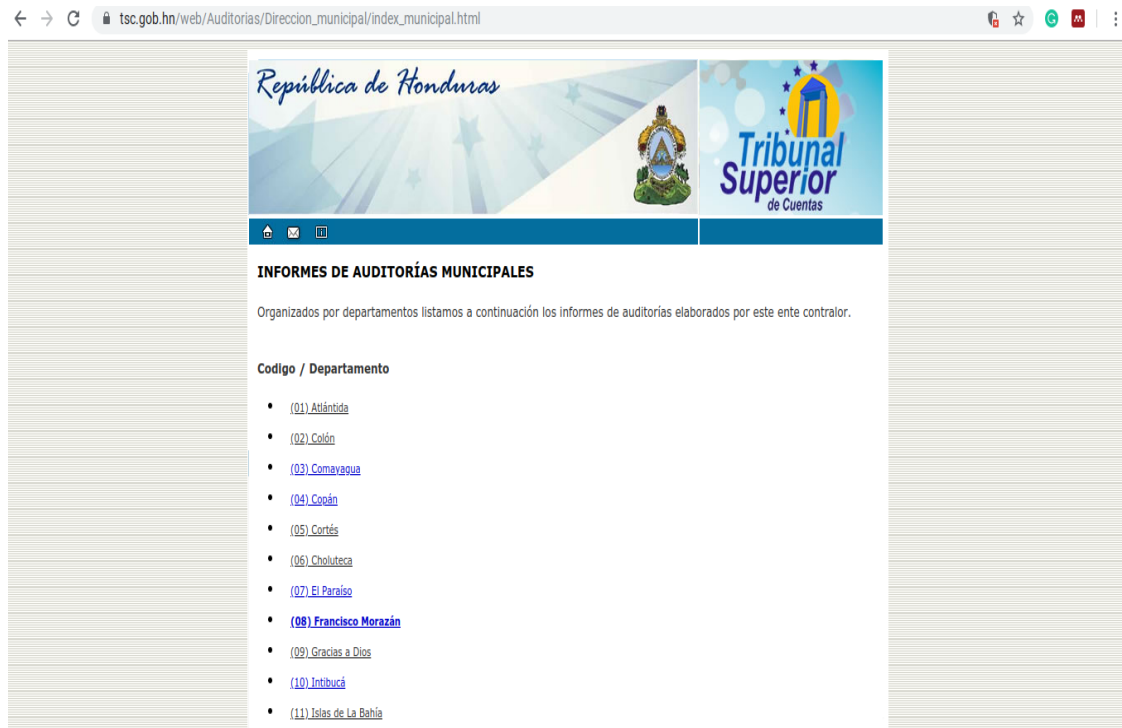 tsc.gob.hn/web/Auditorias/Direccion_municipal/index_municipal.html
República de Honduras
Tribunal
Superior
de Cuentas
INFORMES DE AUDITORÍAS MUNICIPALES
Organizados por departamentos listamos a continuación los informes de auditorías elaborados por este ente contralor.
Codigo / Departamento
(01) Atlántida
(02) Colón
(03) Comayagua
(04) Copán
(05) Cortés
(06) Choluteca
(07) El Paraíso
(08) Francisco Morazán
(09) Gracias a Dios
(10) Intibucá
(11) Islas de La Bahía